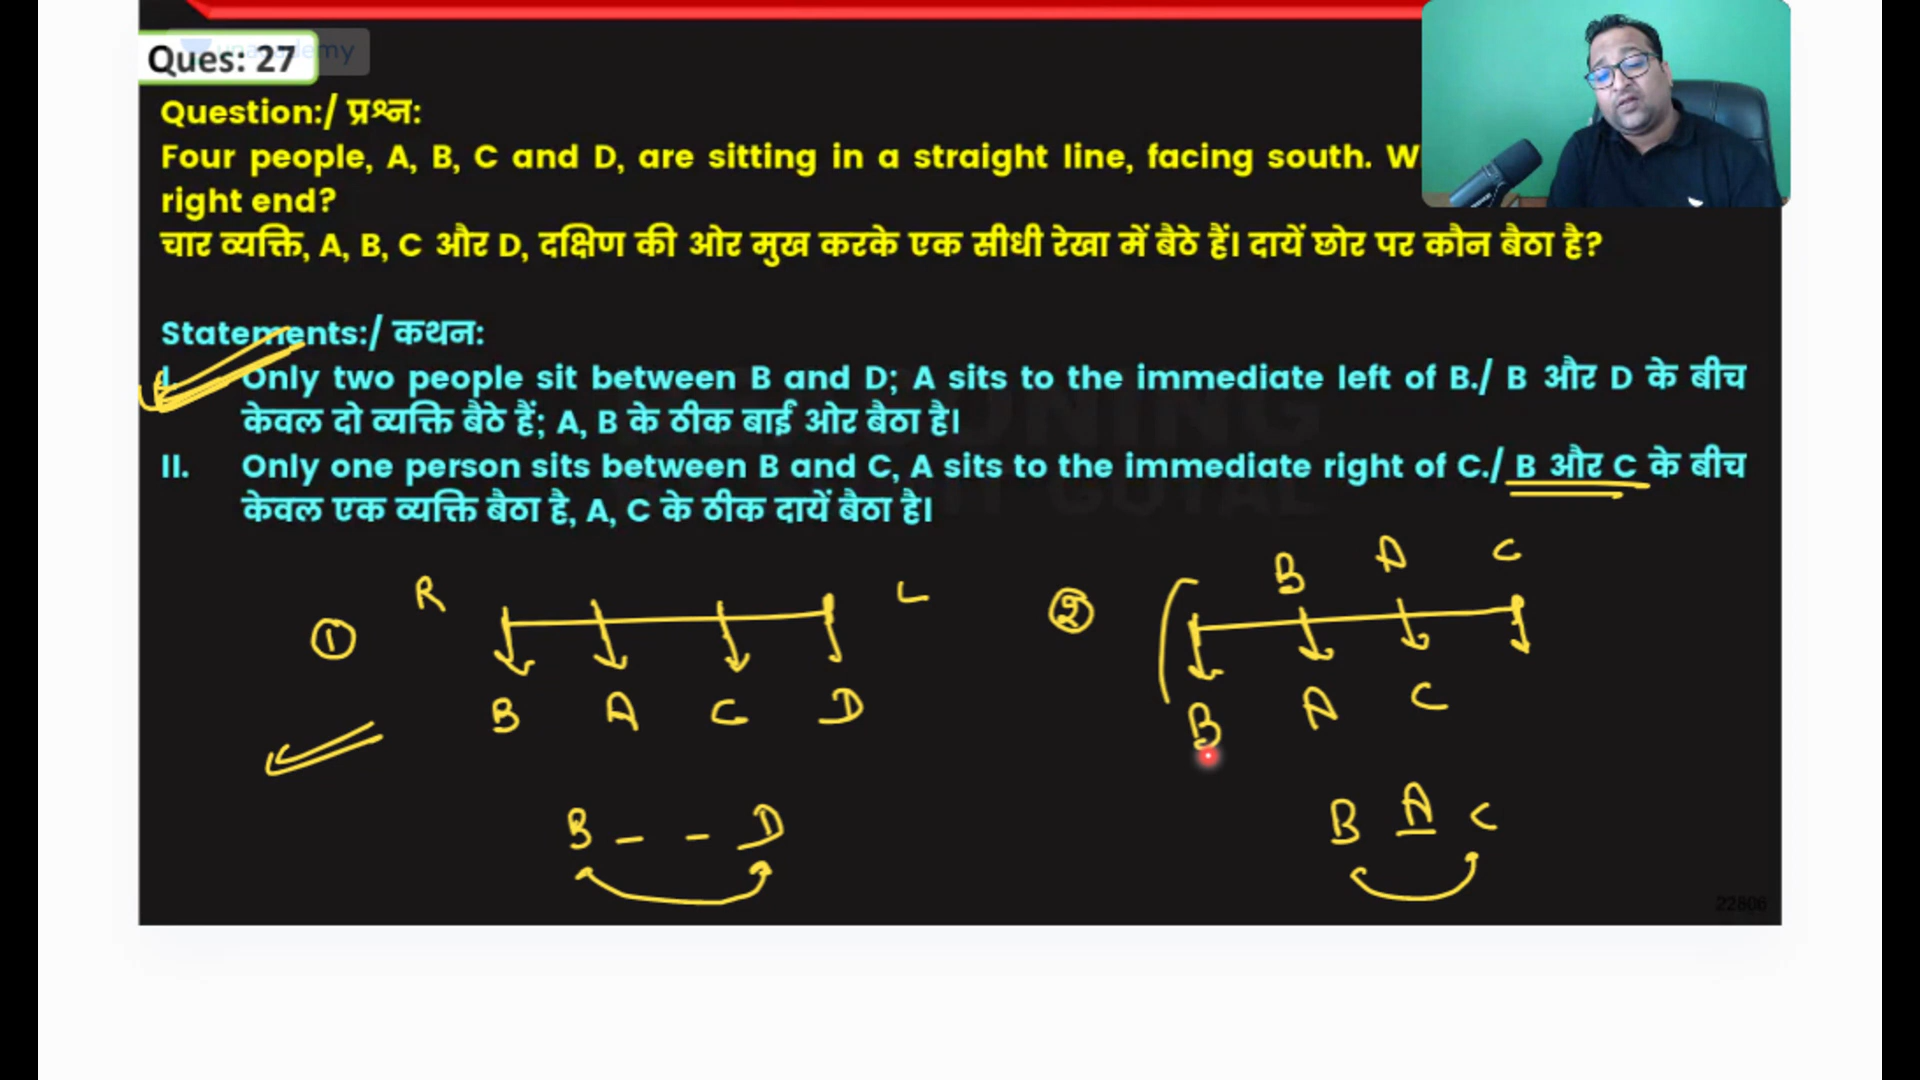 Ques: 27
Question:/ प्रश्न:
Four people, A, B, C and D, are sitting in a straight line, facing south. W
right end?
चार व्यक्ति, A, B, C और D, दक्षिण की ओर मुख करके एक सीधी रेखा में बैठे हैं। दायें छोर पर कौन बैठा है?
Statements:/ कथन:
I. Only two people sit between B and D; A sits to the immediate left of B./ B और D के बीच
केवल दो व्यक्ति बैठे हैं; A, B के ठीक बाईं ओर बैठा है।
II. Only one person sits between B and C, A sits to the immediate right of C./ B और C के बीच
केवल एक व्यक्ति बैठा है, A, C के ठीक दायें बैठा है।
B A C
R L
① ②
B A C D
B A C
B - - D
B A C
22806